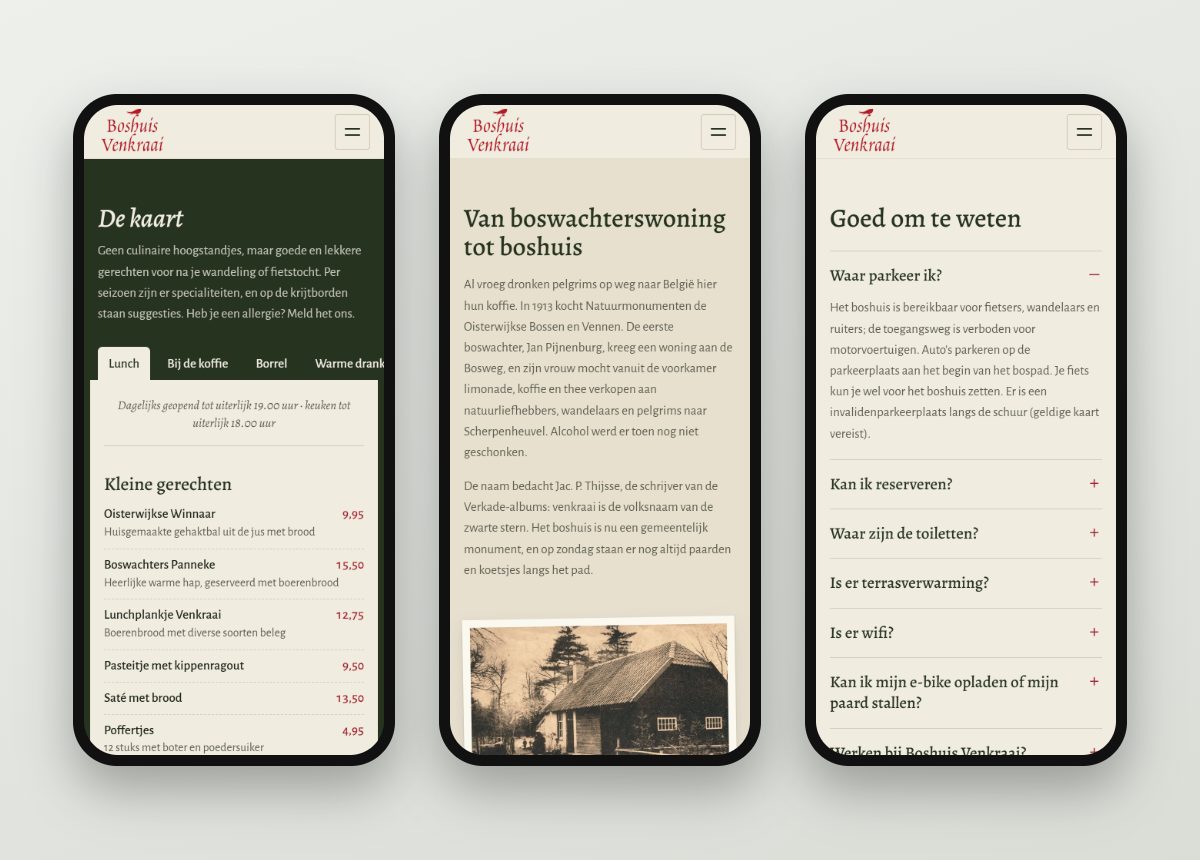 Boshuis
Venkraai
De kaart
Geen culinaire hoogstandjes, maar goede en lekkere
gerechten voor na je wandeling of fietstocht. Per
seizoen zijn er specialiteiten, en op de krijtborden
staan suggesties. Heb je een allergie? Meld het ons.
Lunch Bij de koffie Borrel Warme drank
Dagelijks geopend tot uiterlijk 19.00 uur · keuken tot
uiterlijk 18.00 uur
Kleine gerechten
Oisterwijkse Winnaar 9,95
Huisgemaakte gehaktbal uit de jus met brood
Boswachters Panneke 15,50
Heerlijke warme hap, geserveerd met boerenbrood
Lunchplankje Venkraai 12,75
Boerenbrood met diverse soorten beleg
Pasteitje met kippenragout 9,50
Saté met brood 13,50
Poffertjes 4,95
12 stuks met boter en poedersuiker
Boshuis
Venkraai
Van boswachterswoning
tot boshuis
Al vroeg dronken pelgrims op weg naar België hier
hun koffie. In 1913 kocht Natuurmonumenten de
Oisterwijkse Bossen en Vennen. De eerste
boswachter, Jan Pijnenburg, kreeg een woning aan de
Bosweg, en zijn vrouw mocht vanuit de voorkamer
limonade, koffie en thee verkopen aan
natuurliefhebbers, wandelaars en pelgrims naar
Scherpenheuvel. Alcohol werd er toen nog niet
geschonken.
De naam bedacht Jac. P. Thijsse, de schrijver van de
Verkade-albums: venkraai is de volksnaam van de
zwarte stern. Het boshuis is nu een gemeentelijk
monument, en op zondag staan er nog altijd paarden
en koetsjes langs het pad.
Boshuis
Venkraai
Goed om te weten
Waar parkeer ik? −
Het boshuis is bereikbaar voor fietsers, wandelaars en
ruiters; de toegangsweg is verboden voor
motorvoertuigen. Auto's parkeren op de
parkeerplaats aan het begin van het bospad. Je fiets
kun je wel voor het boshuis zetten. Er is een
invalidenparkeerplaats langs de schuur (geldige kaart
vereist).
Kan ik reserveren? +
Waar zijn de toiletten? +
Is er terrasverwarming? +
Is er wifi? +
Kan ik mijn e-bike opladen of mijn +
paard stallen?
Werken bij Boshuis Venkraai? +